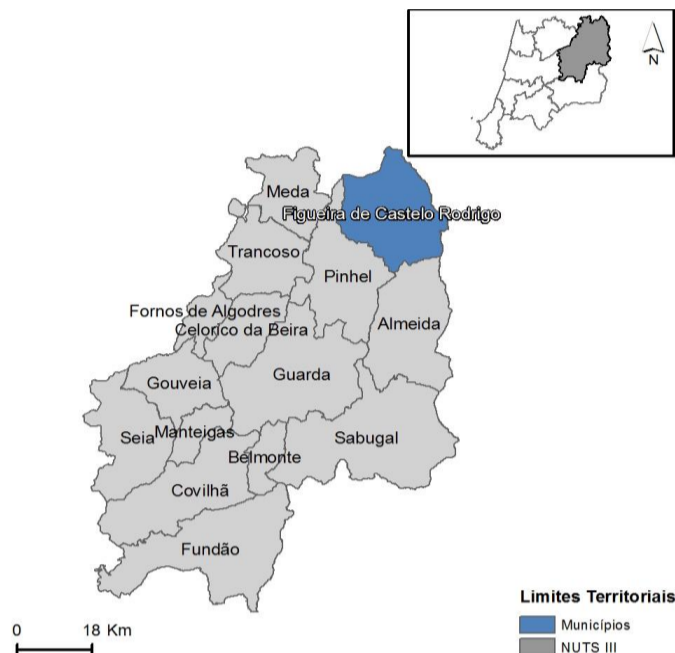 N
Meda
Figueira de Castelo Rodrigo
Trancoso
Pinhel
Fornos de Algodres
Almeida
Celorico da Beira
Guarda
Gouveia
Manteigas
Seia
Sabugal
Belmonte
Covilhã
Fundão
Limites Territoriais
0 18 Km
Municípios
NUTS III